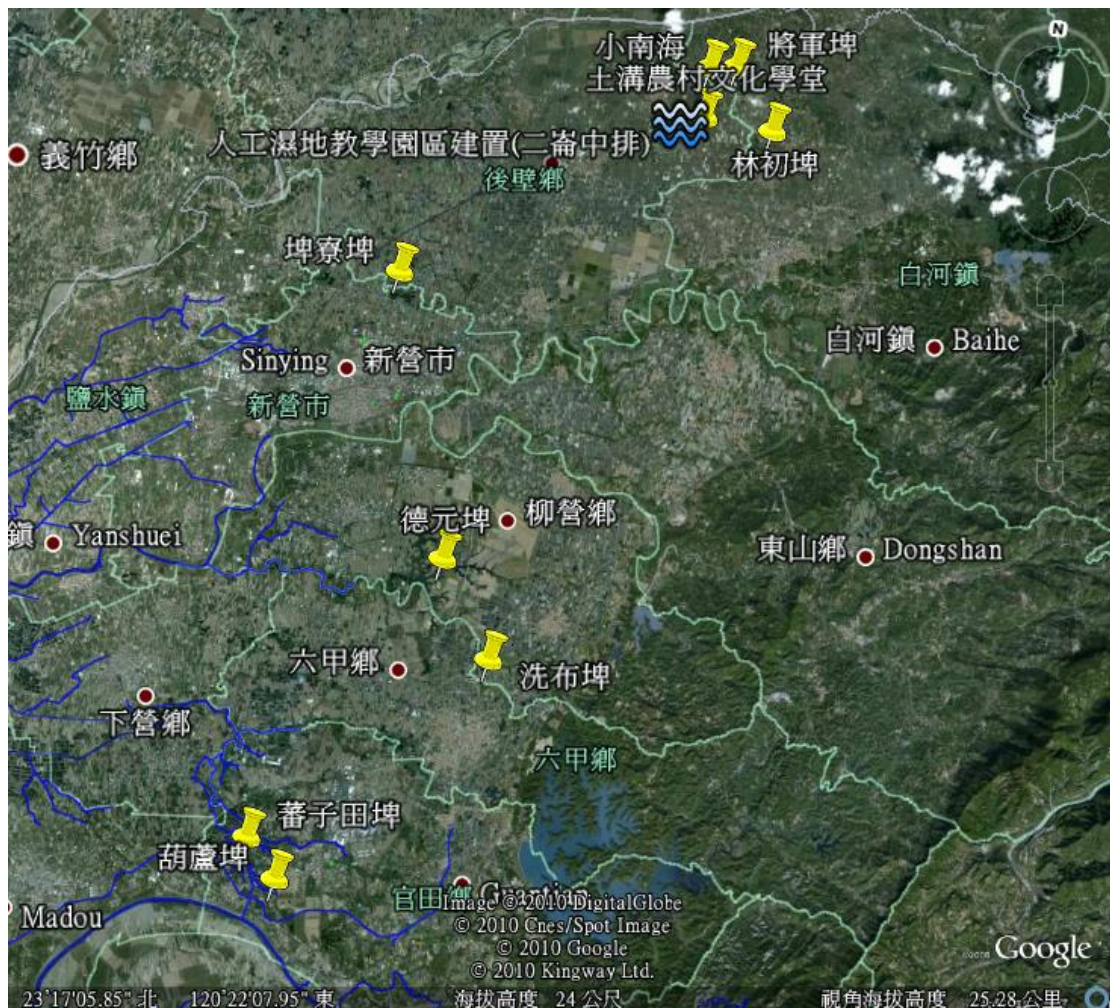 N
小南海
將軍埤
土溝農村文化學堂
人工濕地教學園區建置(二崙中排)
林初埤
義竹鄉
後壁鄉
埤寮埤
白河鎮
白河鎮 Baihe
Sinying 新營市
鹽水鎮
新營市
德元埤
柳營鄉
鎮 Yanshuei
東山鄉 Dongshan
六甲鄉
洗布埤
下營鄉
六甲鄉
蕃子田埤
葫蘆埤
官田鄉 Guantian
Madou
Image © 2010 DigitalGlobe
© 2010 Cnes/Spot Image
© 2010 Google
© 2010 Kingway Ltd.
Google
23°17'05.85" 北 120°22'07.95" 東 海拔高度 24 公尺 視角海拔高度 25.28 公里